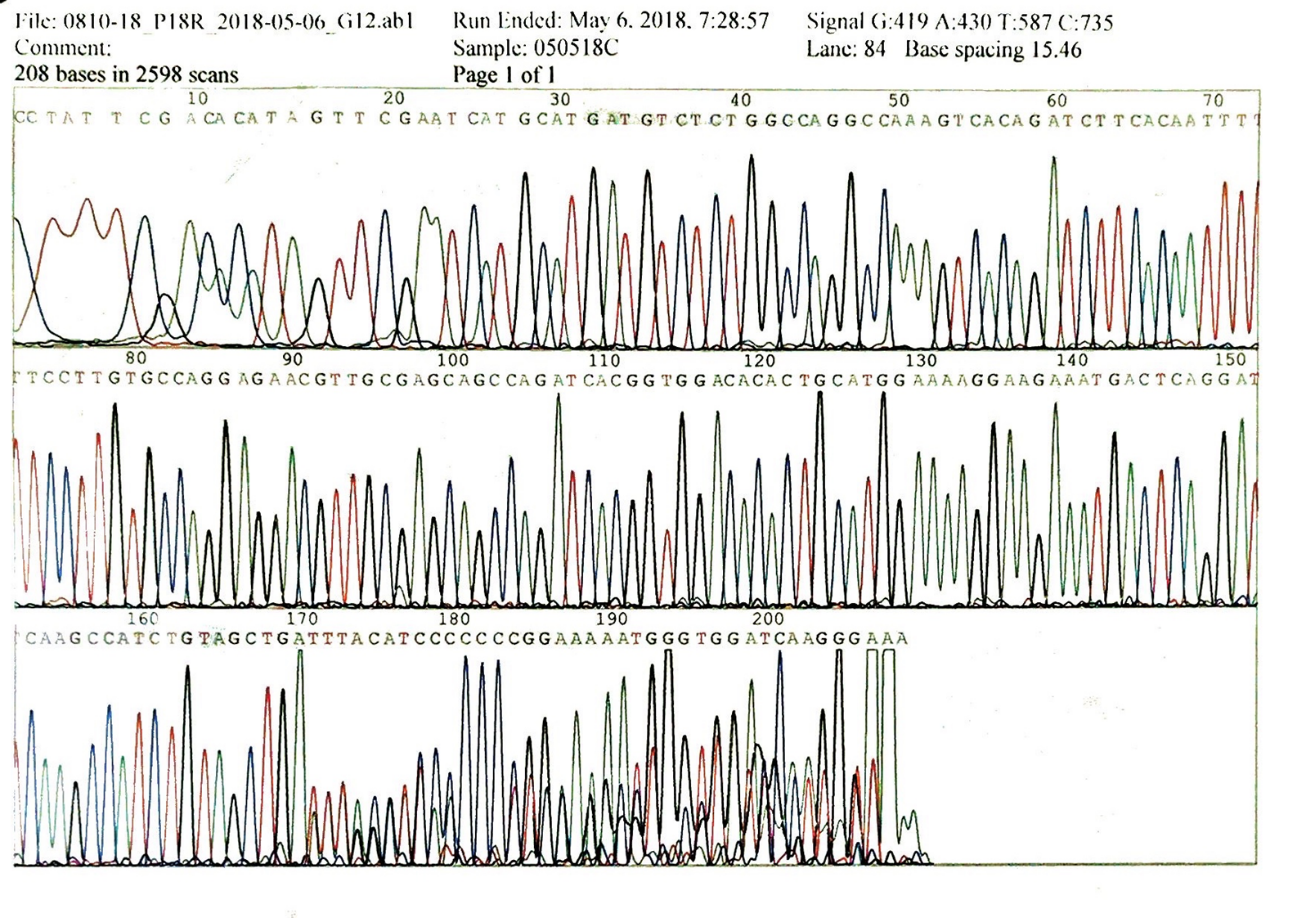 File: 0810-18_P18R_2018-05-06_G12.ab1 Run Ended: May 6, 2018, 7:28:57 Signal G:419 A:430 T:587 C:735
Comment: Sample: 050518C Lane: 84 Base spacing 15.46
208 bases in 2598 scans Page 1 of 1
10 20 30 40 50 60 70
CCTATTCGACACATAGTTCGAATCATGCATGATGTCTCTGGGCAGGCCAAAGTCACAGATCTTCACAATTTT
80 90 100 110 120 130 140 150
TTCCTTGTGCCAGGAGAACGTTGCGAGCAGCCAGATCACGGTGGACACACTGCATGGAAAAGGAAGAAATGACTCAGGAT
160 170 180 190 200
CAAGCCATCTGTAGCTGATTTACATCCCCCCCGGAAAAATGGGTGGATCAAGGGAAA